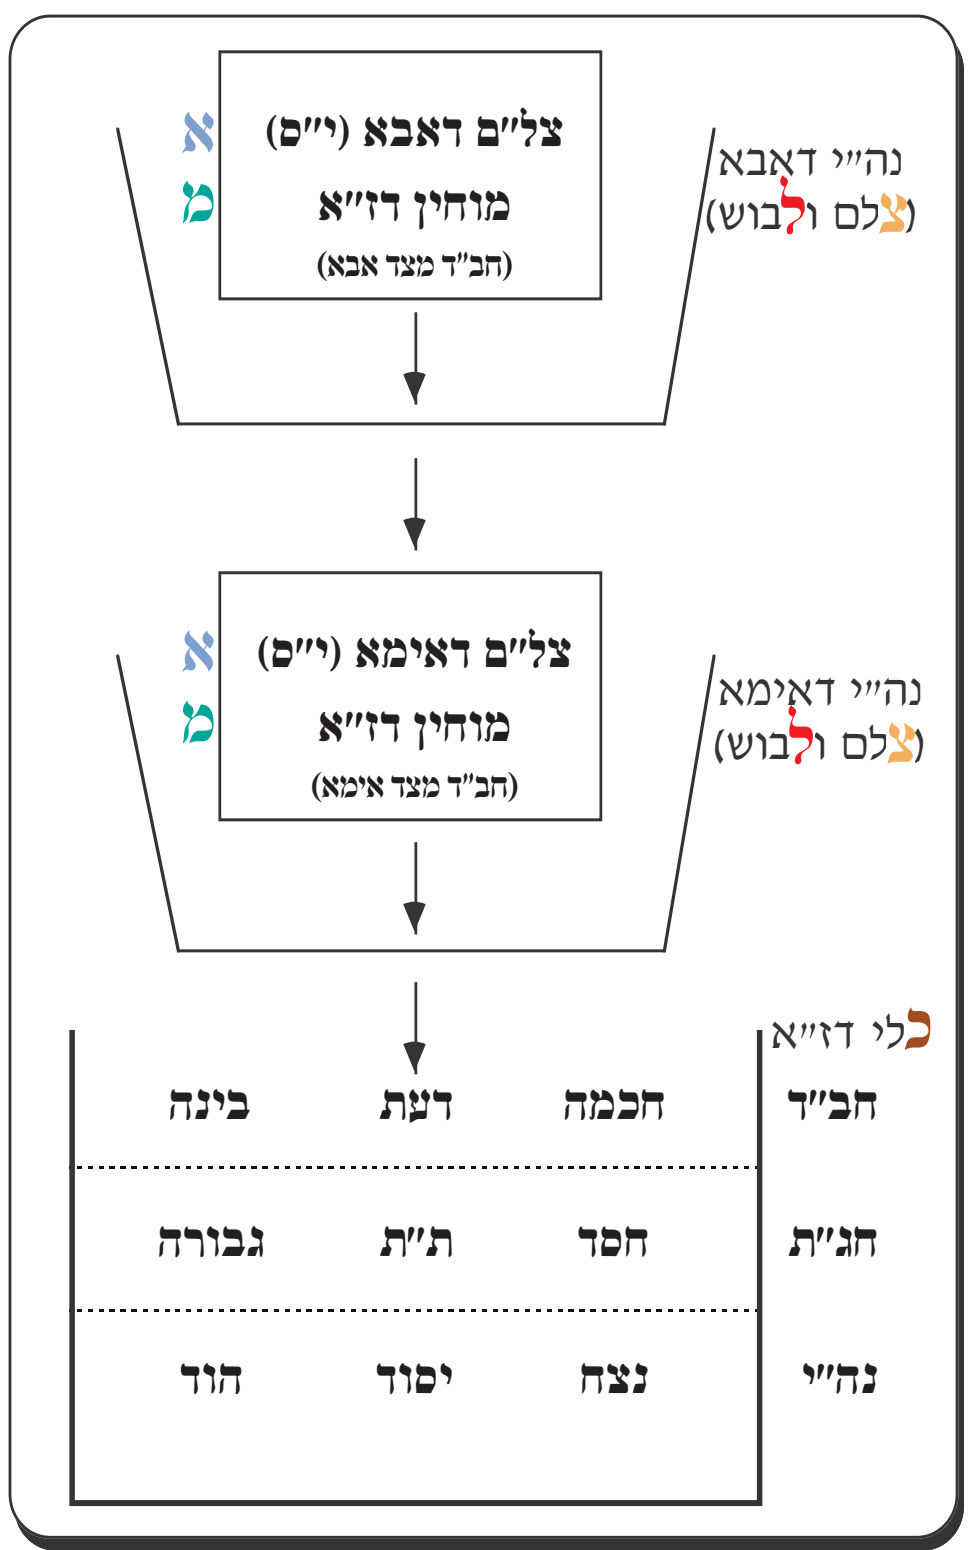 נה״י דאבא
(צלם ולבוש)
צל״ם דאבא (י״ס)
מוחין דז״א
(חב״ד מצד אבא)
א
מ
נה״י דאימא
(צלם ולבוש)
צל״ם דאימא (י״ס)
מוחין דז״א
(חב״ד מצד אימא)
א
מ
כלי דז״א
חב״ד חכמה דעת בינה
חג״ת חסד ת״ת גבורה
נה״י נצח יסוד הוד